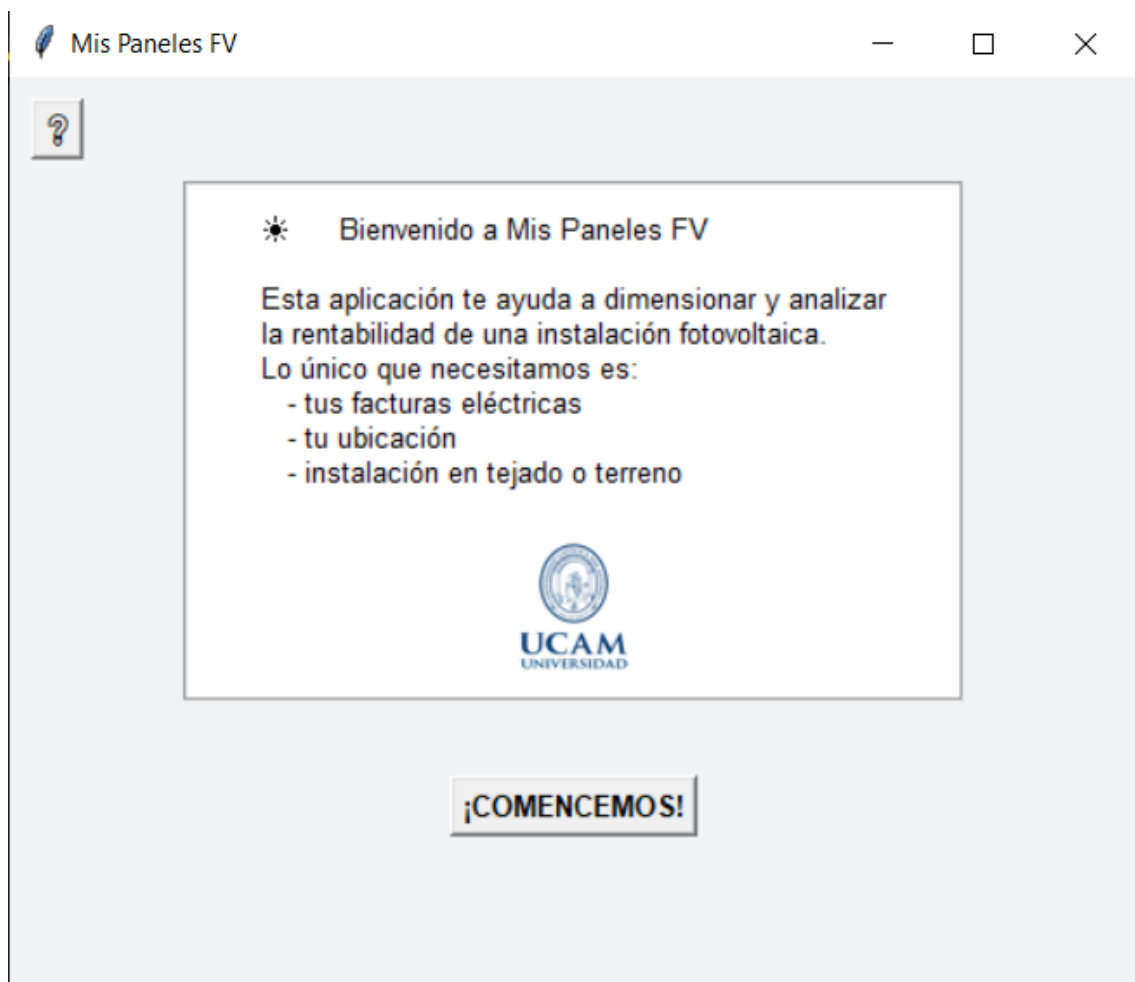 Mis Paneles FV
?
☀ Bienvenido a Mis Paneles FV
Esta aplicación te ayuda a dimensionar y analizar
la rentabilidad de una instalación fotovoltaica.
Lo único que necesitamos es:
- tus facturas eléctricas
- tu ubicación
- instalación en tejado o terreno
UCAM
UNIVERSIDAD
¡COMENCEMOS!